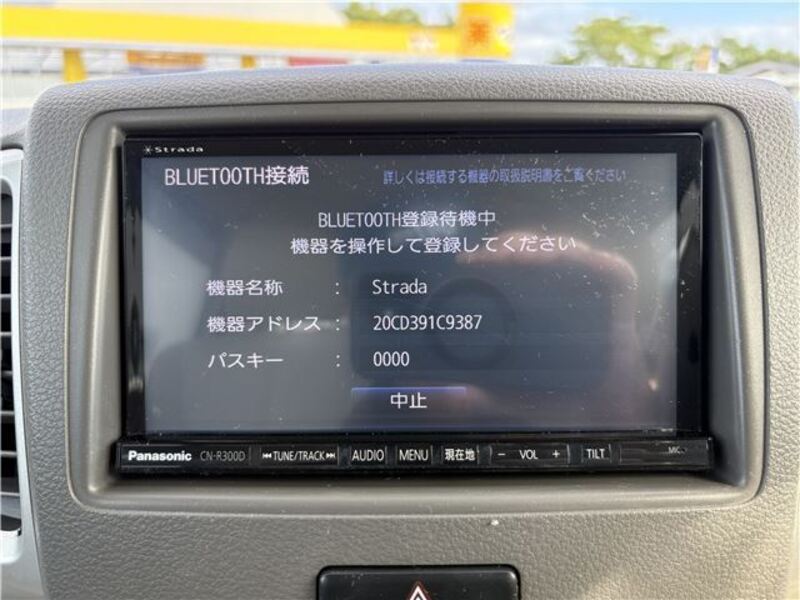 Strada
BLUETOOTH接続 詳しくは接続する機器の取扱説明書をご覧ください
BLUETOOTH登録待機中
機器を操作して登録してください
機器名称 : Strada
機器アドレス : 20CD391C9387
パスキー : 0000
中止
Panasonic CN-R300D ⏮TUNE/TRACK⏭ AUDIO MENU 現在地 − VOL + TILT MIC